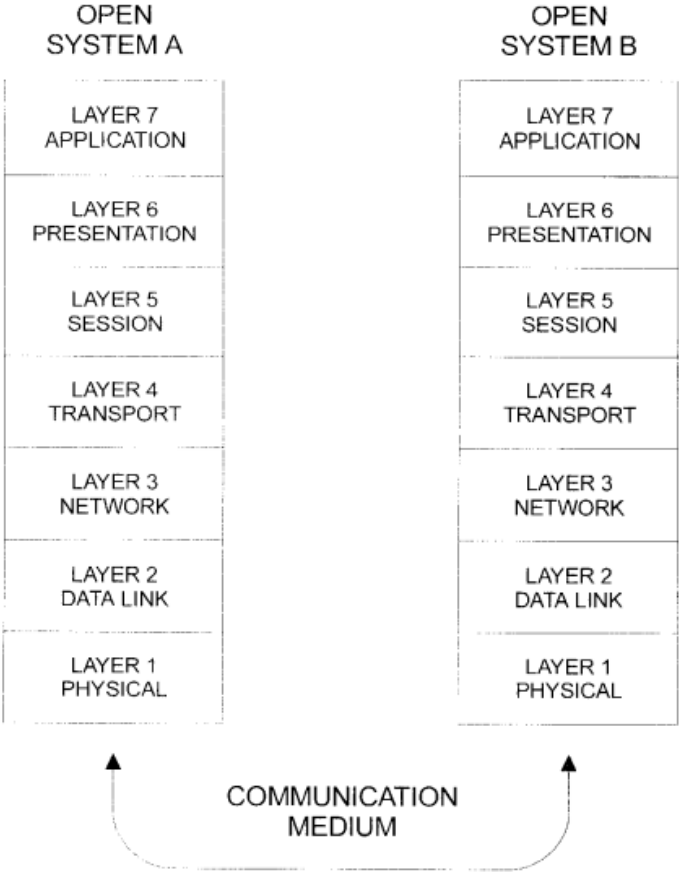 OPEN
SYSTEM A
LAYER 7
APPLICATION
LAYER 6
PRESENTATION
LAYER 5
SESSION
LAYER 4
TRANSPORT
LAYER 3
NETWORK
LAYER 2
DATA LINK
LAYER 1
PHYSICAL
OPEN
SYSTEM B
LAYER 7
APPLICATION
LAYER 6
PRESENTATION
LAYER 5
SESSION
LAYER 4
TRANSPORT
LAYER 3
NETWORK
LAYER 2
DATA LINK
LAYER 1
PHYSICAL
COMMUNICATION
MEDIUM